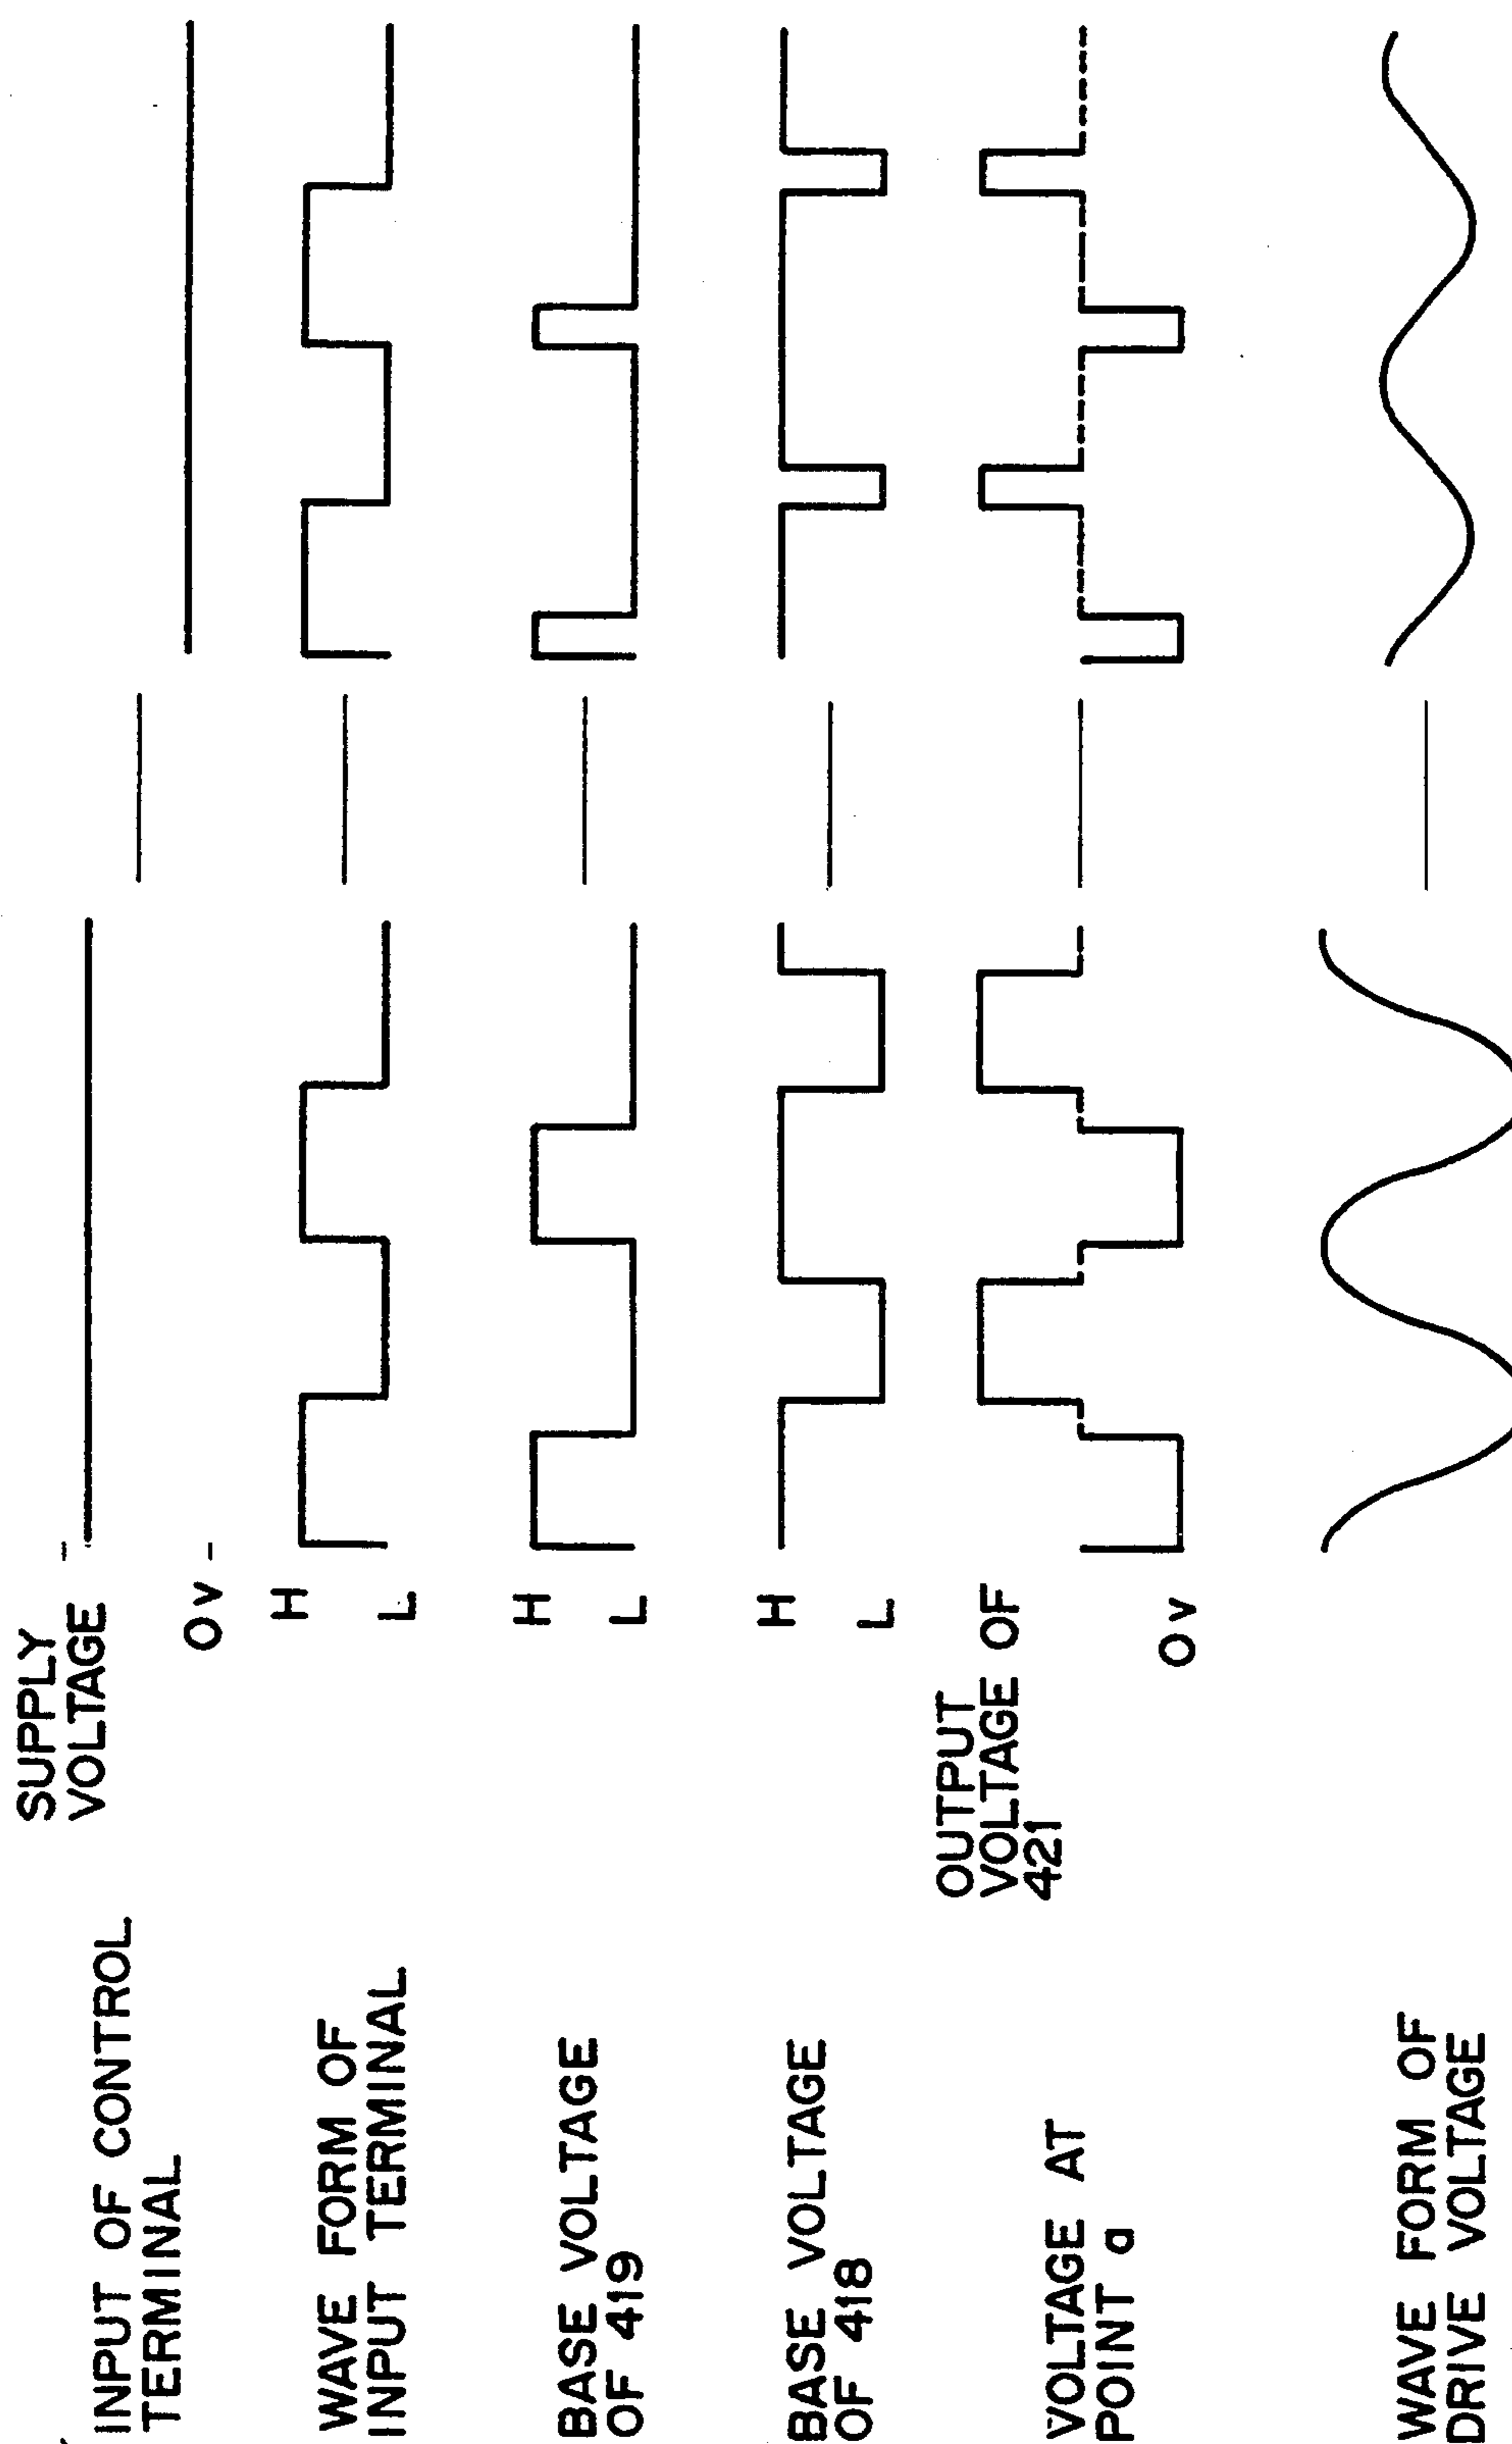 INPUT OF CONTROL
TERMINAL
SUPPLY
VOLTAGE
0V
WAVE FORM OF
INPUT TERMINAL
H
L
BASE VOLTAGE
OF 419
H
L
BASE VOLTAGE
OF 418
H
L
VOLTAGE AT
POINT a
OUTPUT
VOLTAGE OF
421
0V
WAVE FORM OF
DRIVE VOLTAGE